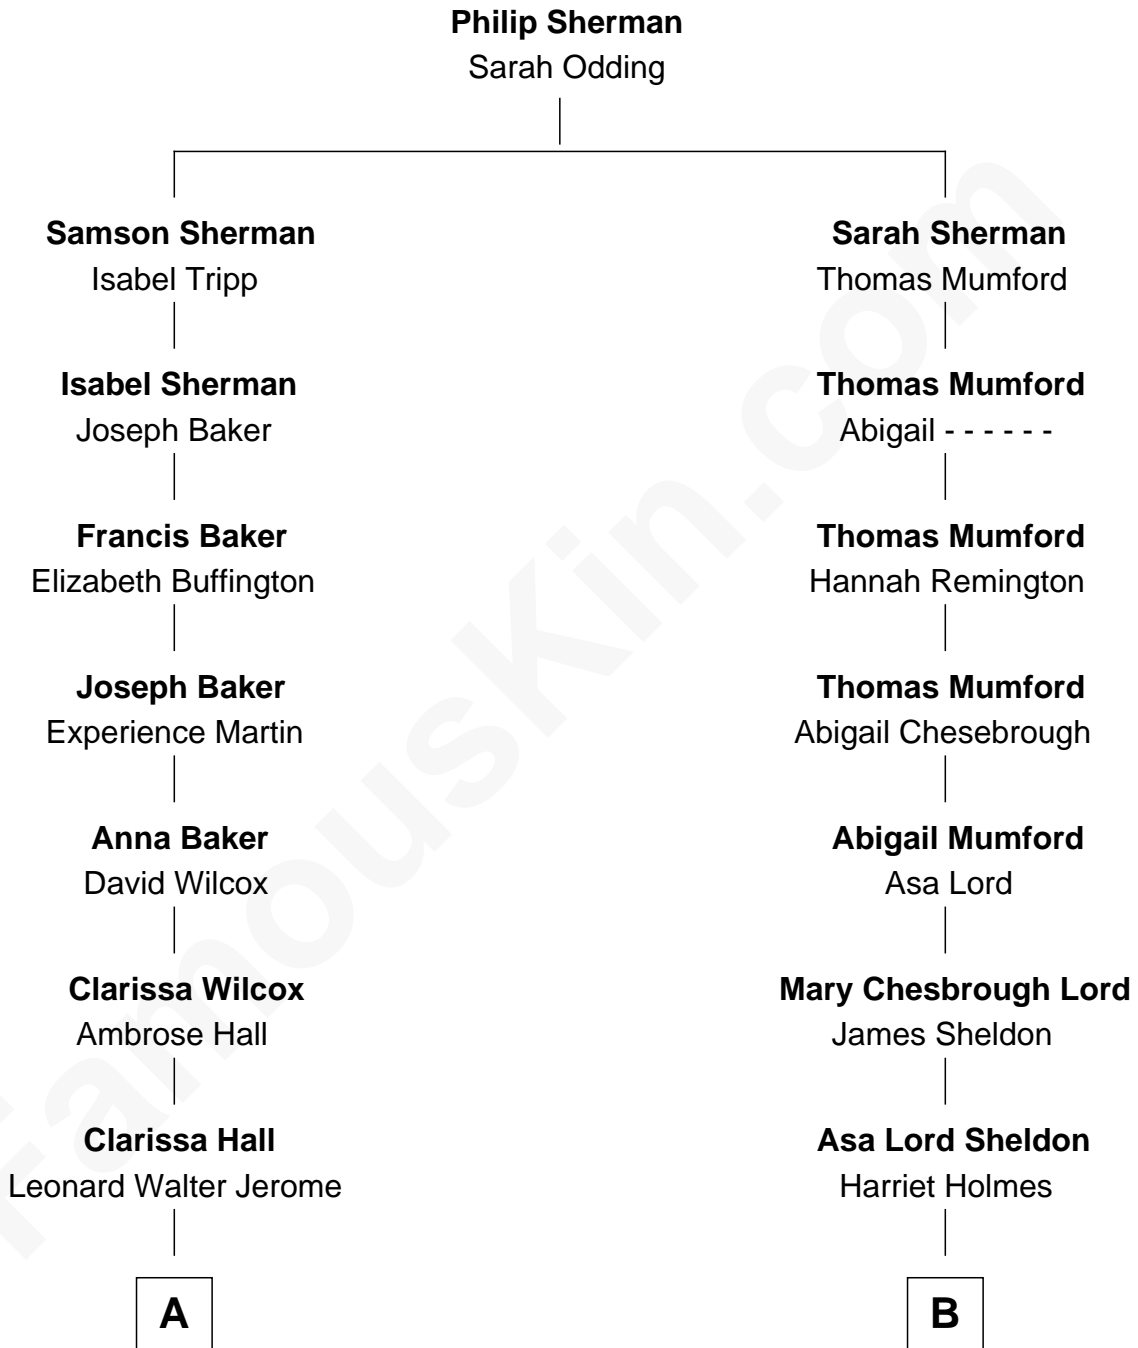 Philip Sherman
Sarah Odding
Samson Sherman
Isabel Tripp
Sarah Sherman
Thomas Mumford
Isabel Sherman
Joseph Baker
Thomas Mumford
Abigail - - - - - -
Francis Baker
Elizabeth Buffington
Thomas Mumford
Hannah Remington
Joseph Baker
Experience Martin
Thomas Mumford
Abigail Chesebrough
Anna Baker
David Wilcox
Abigail Mumford
Asa Lord
Clarissa Wilcox
Ambrose Hall
Mary Chesbrough Lord
James Sheldon
Clarissa Hall
Leonard Walter Jerome
Asa Lord Sheldon
Harriet Holmes
A
B
FamousKin.com